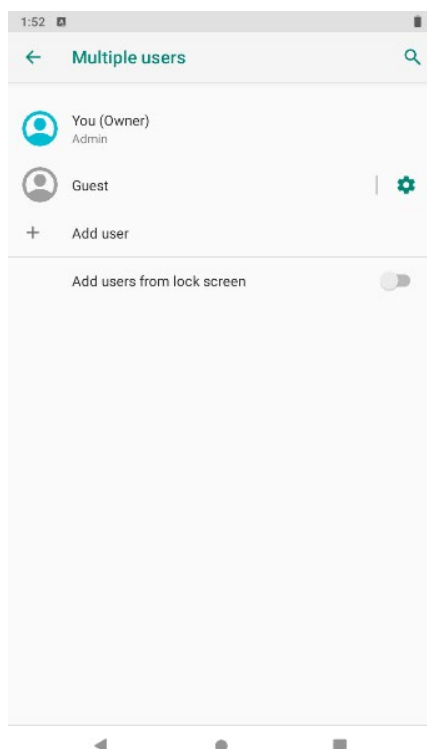 1:52
Multiple users
You (Owner)
Admin
Guest
Add user
Add users from lock screen